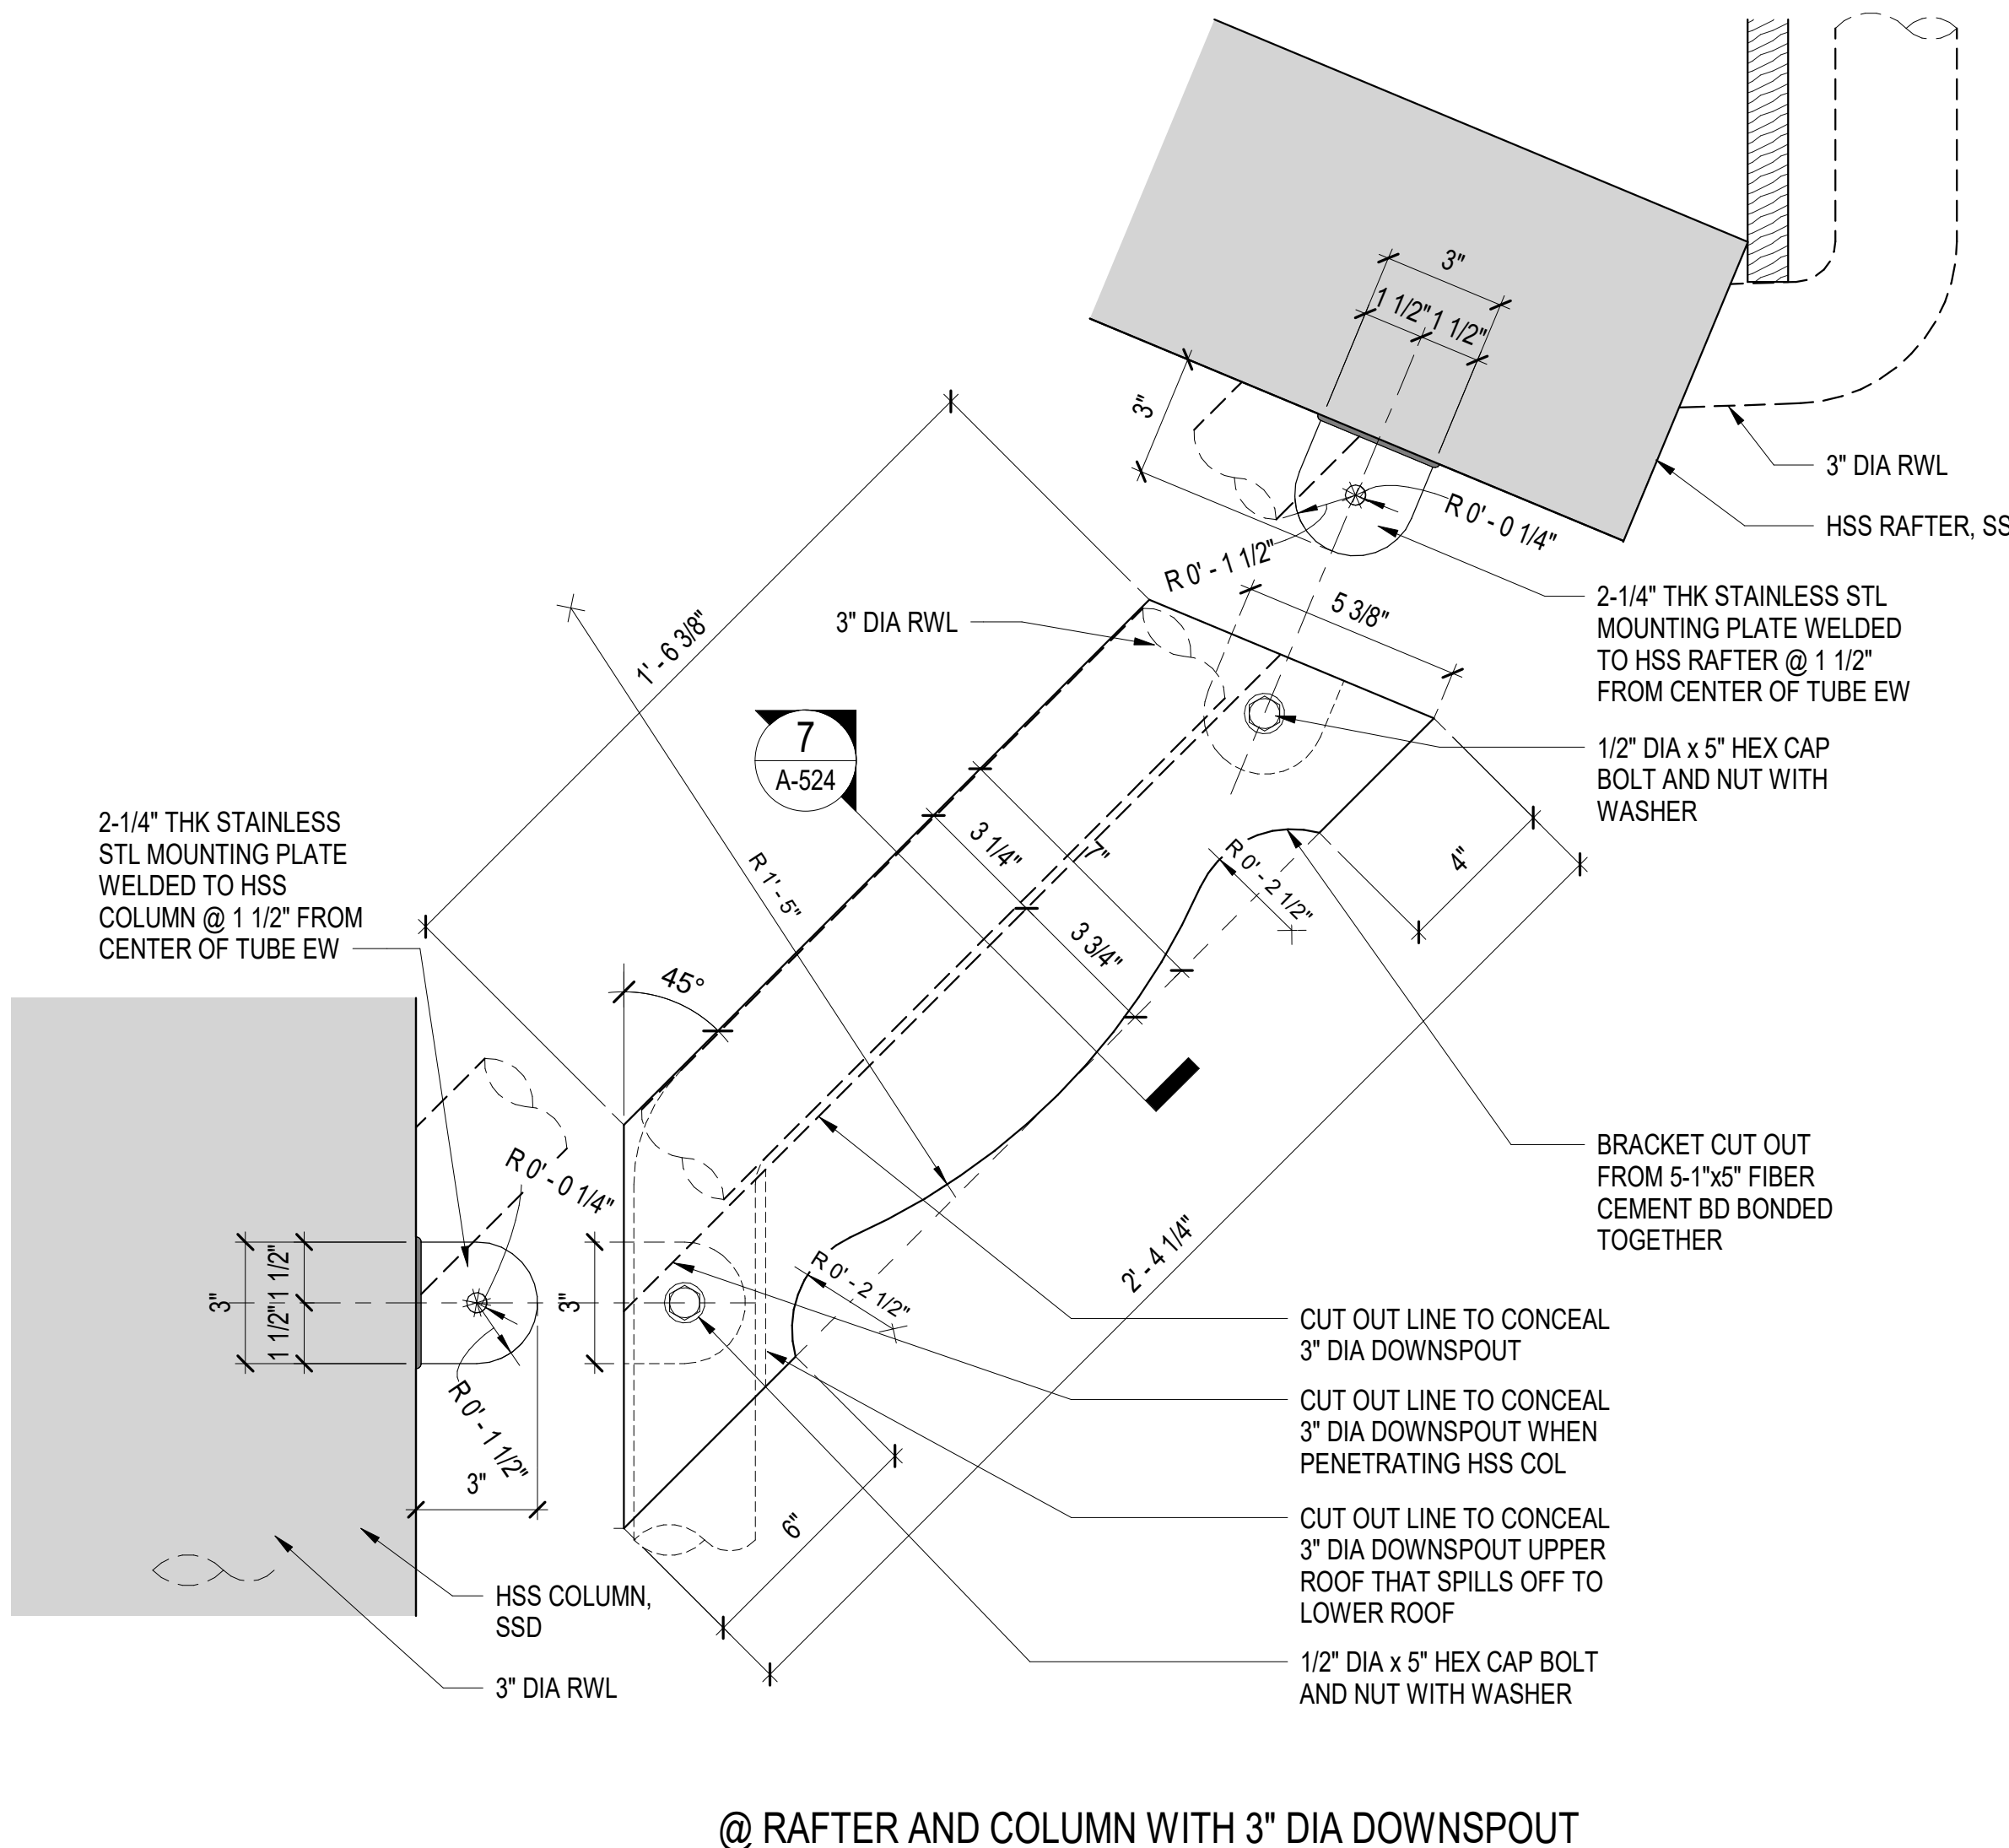 3"
1 1/2"
1 1/2"
3"
R 0' - 0 1/4"
R 0' - 1 1/2"
3" DIA RWL
HSS RAFTER, SS
2-1/4" THK STAINLESS STL
MOUNTING PLATE WELDED
TO HSS RAFTER @ 1 1/2"
FROM CENTER OF TUBE EW
5 3/8"
3" DIA RWL
1' - 6 3/8"
7
A-524
1/2" DIA x 5" HEX CAP
BOLT AND NUT WITH
WASHER
2-1/4" THK STAINLESS
STL MOUNTING PLATE
WELDED TO HSS
COLUMN @ 1 1/2" FROM
CENTER OF TUBE EW
R 1' - 5"
3 1/4"
7"
R 0' - 2 1/2"
4"
3 3/4"
45°
R 0' - 0 1/4"
BRACKET CUT OUT
FROM 5-1"x5" FIBER
CEMENT BD BONDED
TOGETHER
2' - 4 1/4"
R 0' - 2 1/2"
3"
1 1/2"
1 1/2"
3"
R 0' - 1 1/2"
3"
6"
CUT OUT LINE TO CONCEAL
3" DIA DOWNSPOUT
CUT OUT LINE TO CONCEAL
3" DIA DOWNSPOUT WHEN
PENETRATING HSS COL
CUT OUT LINE TO CONCEAL
3" DIA DOWNSPOUT UPPER
ROOF THAT SPILLS OFF TO
LOWER ROOF
HSS COLUMN,
SSD
3" DIA RWL
1/2" DIA x 5" HEX CAP BOLT
AND NUT WITH WASHER
@ RAFTER AND COLUMN WITH 3" DIA DOWNSPOUT